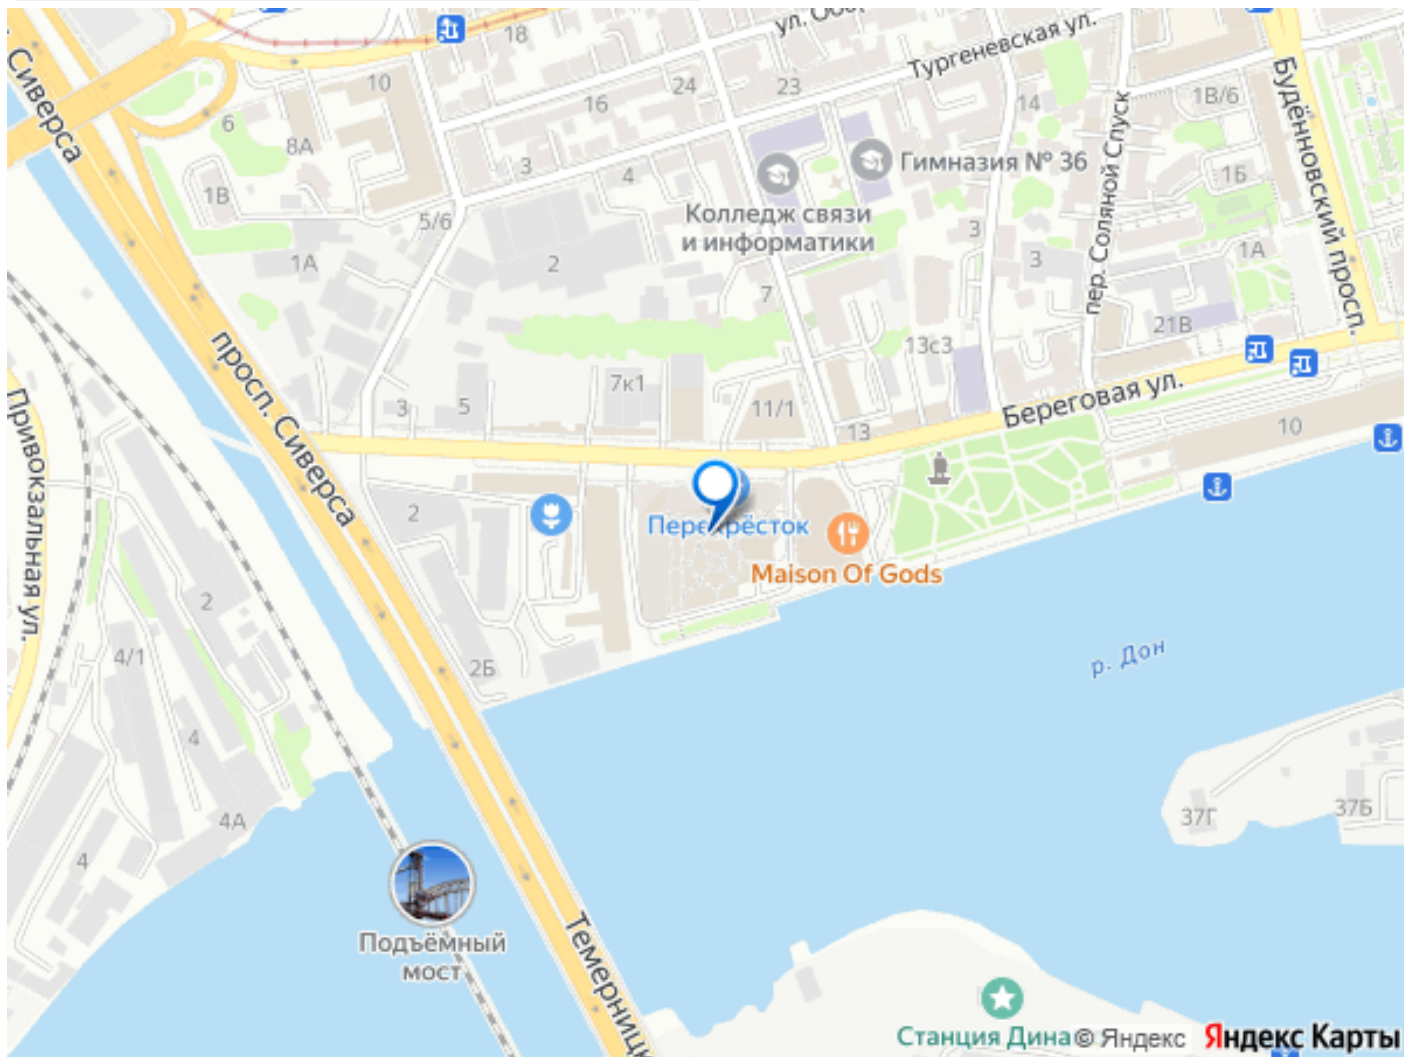 18
ул. Обор
Тургеневская ул.
Сиверса
10
24
23
16
14
1В/6
Будённовский просп.
6
8А
3
4
Гимназия № 36
пер. Соляной Спуск
1Б
1В
5/6
Колледж связи
и информатики
3
3
1А
1А
2
7
21В
13с3
просп. Сиверса
7к1
3
5
11/1
Береговая ул.
13
10
Привокзальная ул.
2
Перекрёсток
Maison Of Gods
2
4/1
2Б
р. Дон
4
4А
37Г
37Б
4
Подъёмный
мост
Темерницк
Станция Дина
© Яндекс
Яндекс Карты